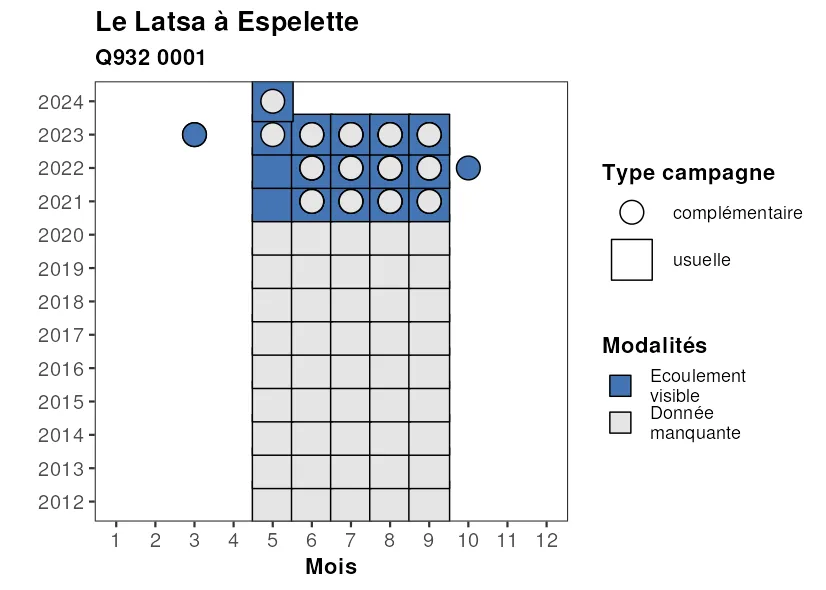 Le Latsa à Espelette
Q932 0001
2024
2023
2022
2021
2020
2019
2018
2017
2016
2015
2014
2013
2012
1 2 3 4 5 6 7 8 9 10 11 12
Mois
Type campagne
complémentaire
usuelle
Modalités
Ecoulement
visible
Donnée
manquante